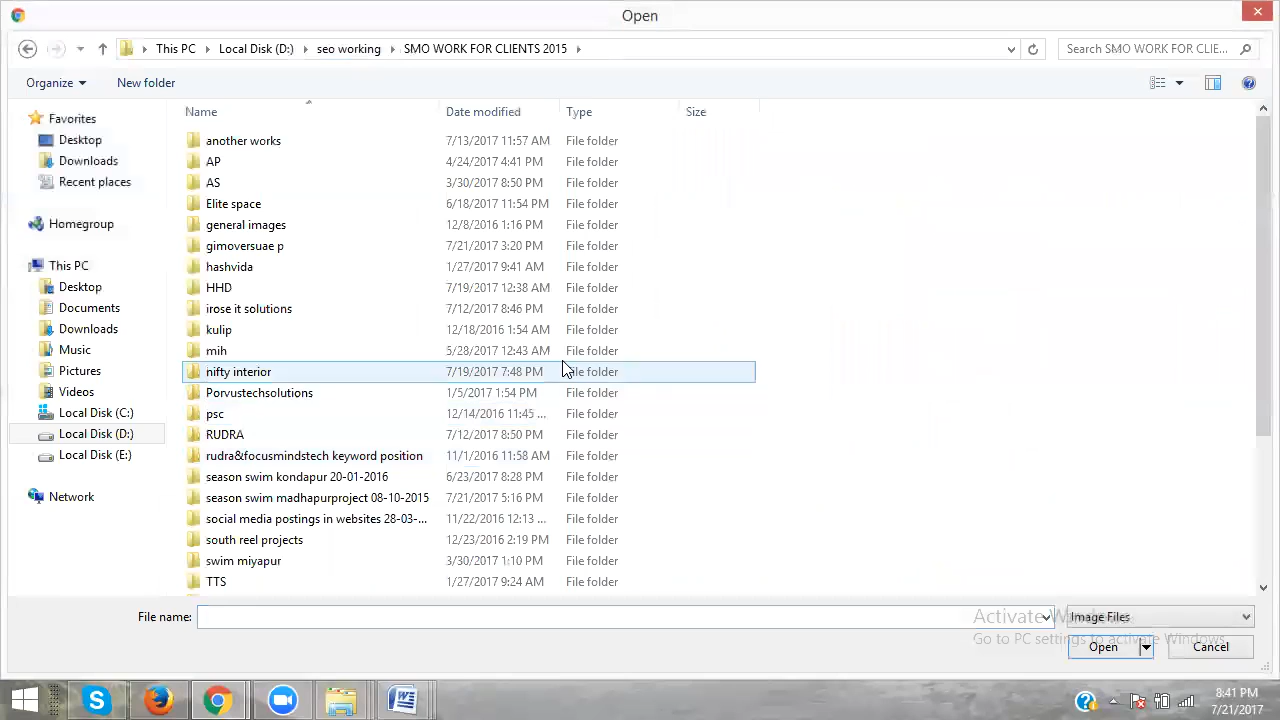 Open
This PC Local Disk (D:) seo working SMO WORK FOR CLIENTS 2015 Search SMO WORK FOR CLIE...
Organize New folder
Name Date modified Type Size
Favorites
Desktop
Downloads
Recent places
Homegroup
This PC
Desktop
Documents
Downloads
Music
Pictures
Videos
Local Disk (C:)
Local Disk (D:)
Local Disk (E:)
Network
another works 7/13/2017 11:57 AM File folder
AP 4/24/2017 4:41 PM File folder
AS 3/30/2017 8:50 PM File folder
Elite space 6/18/2017 11:54 PM File folder
general images 12/8/2016 1:16 PM File folder
gimoversuae p 7/21/2017 3:20 PM File folder
hashvida 1/27/2017 9:41 AM File folder
HHD 7/19/2017 12:38 AM File folder
irose it solutions 7/12/2017 8:46 PM File folder
kulip 12/18/2016 1:54 AM File folder
mih 5/28/2017 12:43 AM File folder
nifty interior 7/19/2017 7:48 PM File folder
Porvustechsolutions 1/5/2017 1:54 PM File folder
psc 12/14/2016 11:45 ... File folder
RUDRA 7/12/2017 8:50 PM File folder
rudra&focusmindstech keyword position 11/1/2016 11:58 AM File folder
season swim kondapur 20-01-2016 6/23/2017 8:28 PM File folder
season swim madhapurproject 08-10-2015 7/21/2017 5:16 PM File folder
social media postings in websites 28-03-... 11/22/2016 12:13 ... File folder
south reel projects 12/23/2016 2:19 PM File folder
swim miyapur 3/30/2017 1:10 PM File folder
TTS 1/27/2017 9:24 AM File folder
File name: Image Files
Activate Windows
Go to PC settings to activate Windows.
Open Cancel
8:41 PM
7/21/2017